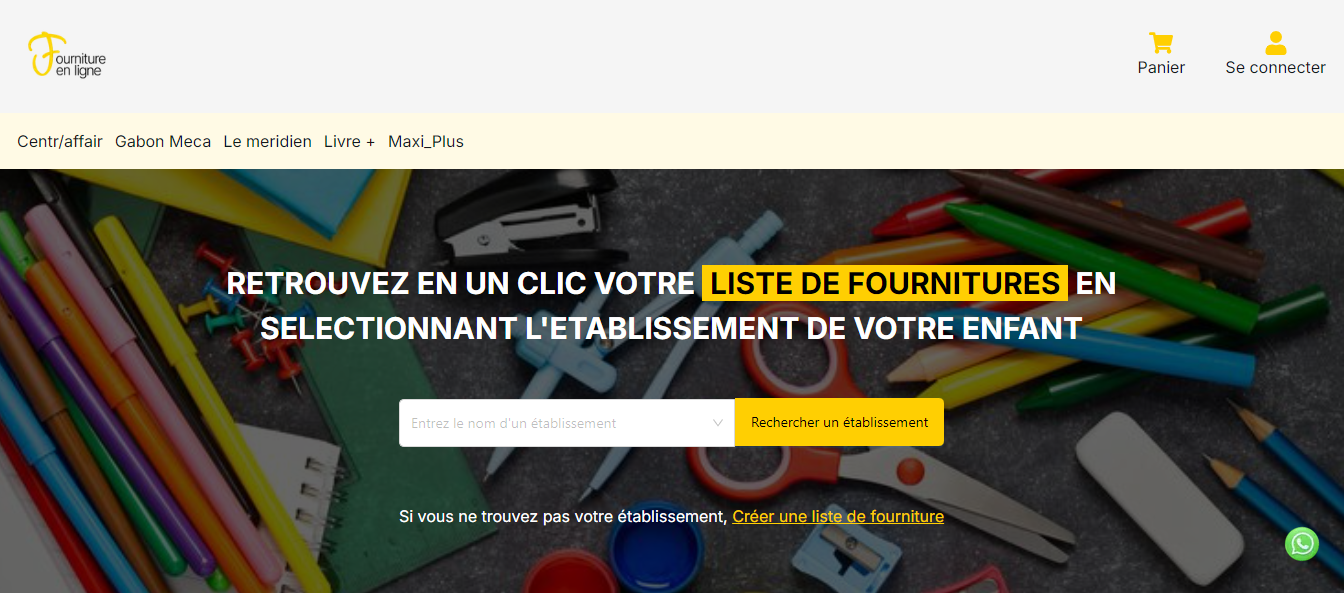 Fourniture
en ligne
Panier
Se connecter
Centr/affair Gabon Meca Le meridien Livre + Maxi_Plus
RETROUVEZ EN UN CLIC VOTRE LISTE DE FOURNITURES EN
SELECTIONNANT L'ETABLISSEMENT DE VOTRE ENFANT
Entrez le nom d'un établissement
Rechercher un établissement
Si vous ne trouvez pas votre établissement, Créer une liste de fourniture